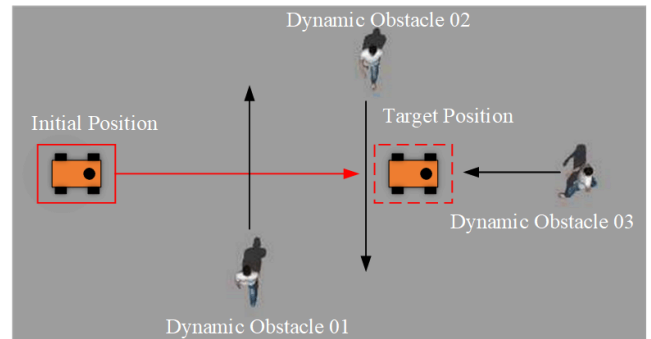 Dynamic Obstacle 02
Initial Position
Target Position
Dynamic Obstacle 03
Dynamic Obstacle 01